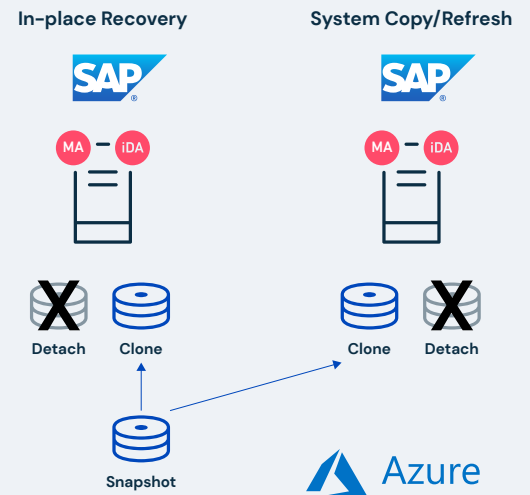 In-place Recovery
System Copy/Refresh
SAP®
SAP®
MA iDA
MA iDA
X
X
Detach Clone
Clone Detach
Snapshot
Azure